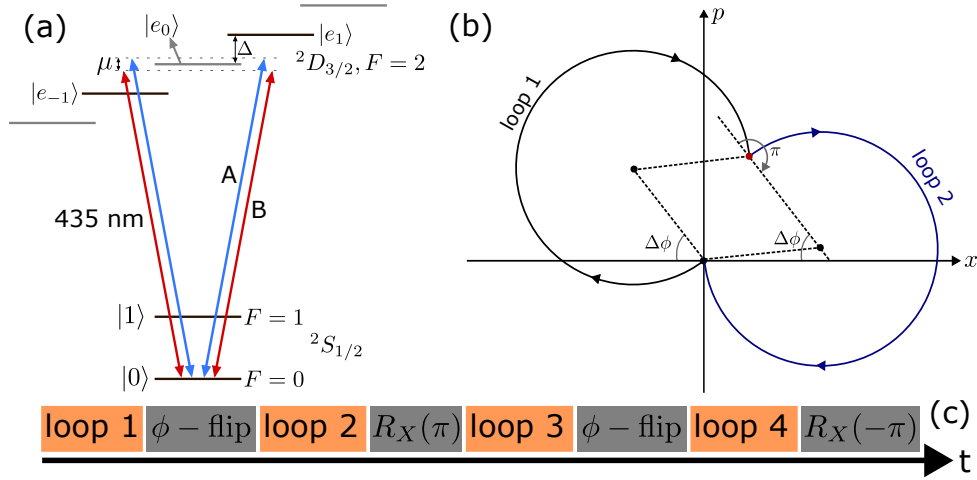 (a)
|e₀⟩
|e₁⟩
Δ
μ
²D₃/₂, F = 2
|e₋₁⟩
A
B
435 nm
|1⟩
F = 1
²S₁/₂
|0⟩
F = 0
(b)
p
loop 1
π
loop 2
Δϕ
Δϕ
x
(c)
loop 1 ϕ − flip loop 2 R_X(π) loop 3 ϕ − flip loop 4 R_X(−π)
t